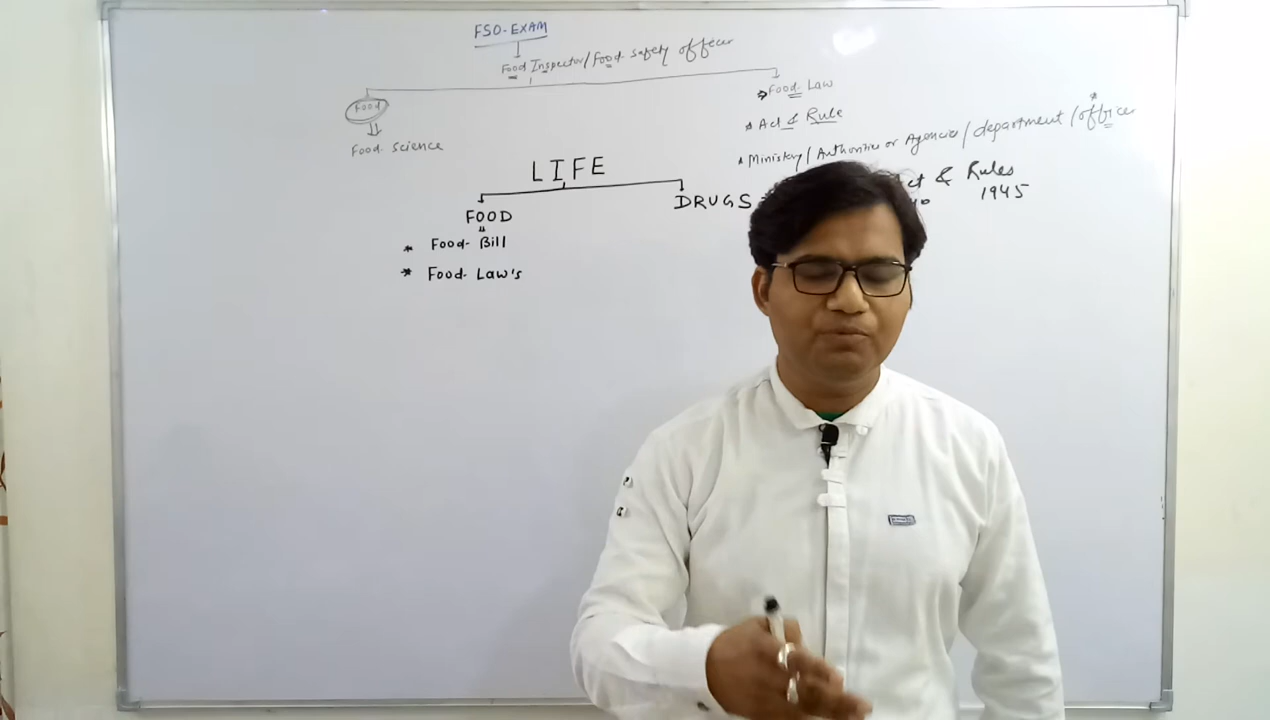 FSO-EXAM
Food Inspector/Food safety officer
Food
Food Law
Food Science
* Act & Rule
* Ministry/Authorities or Agencies/department/office
LIFE
FOOD
DRUGS
Act & Rules
1945
* Food-Bill
* Food-Law's